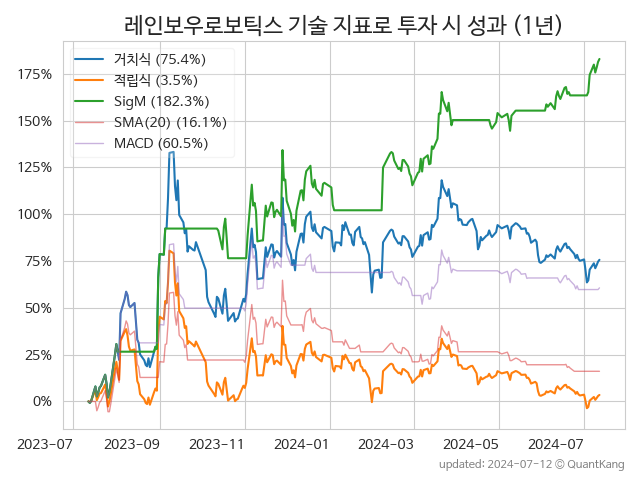 레인보우로보틱스 기술 지표로 투자 시 성과 (1년)
거치식 (75.4%)
적립식 (3.5%)
SigM (182.3%)
SMA(20) (16.1%)
MACD (60.5%)
175%
150%
125%
100%
75%
50%
25%
0%
2023-07 2023-09 2023-11 2024-01 2024-03 2024-05 2024-07
updated: 2024-07-12 © QuantKang